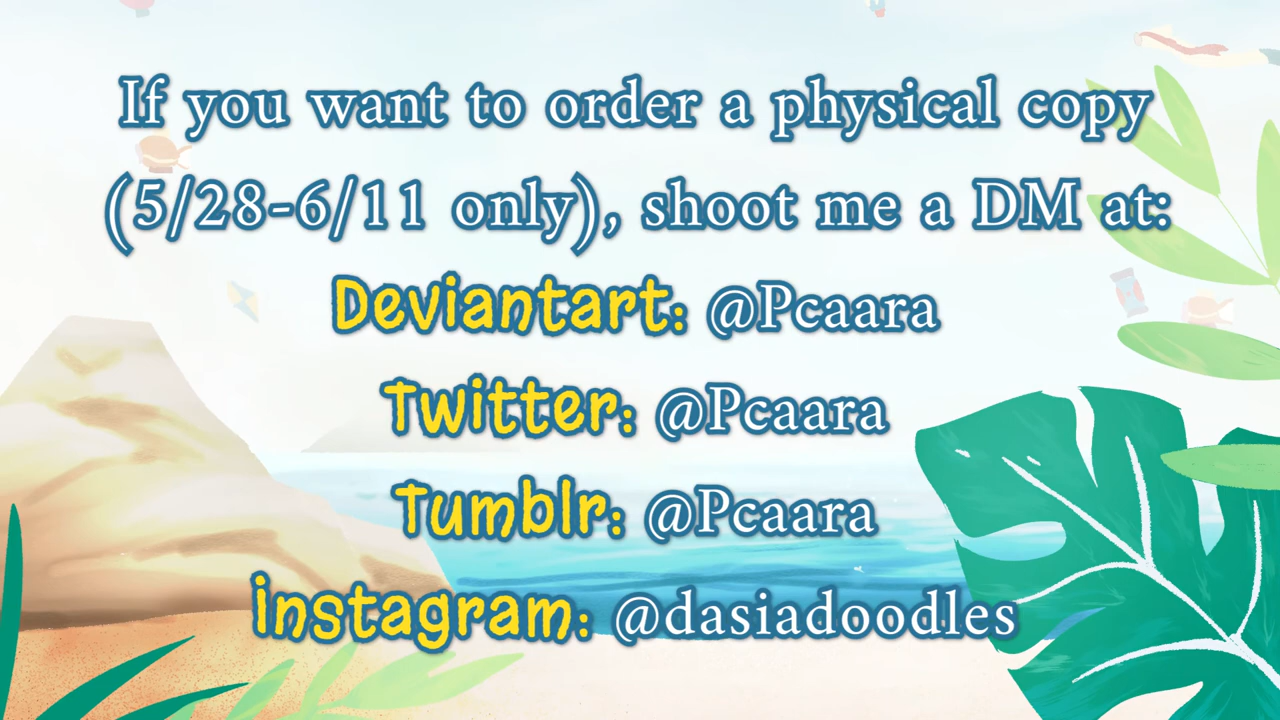 If you want to order a physical copy
(5/28-6/11 only), shoot me a DM at:
Deviantart: @Pcaara
Twitter: @Pcaara
Tumblr: @Pcaara
Instagram: @dasiadoodles